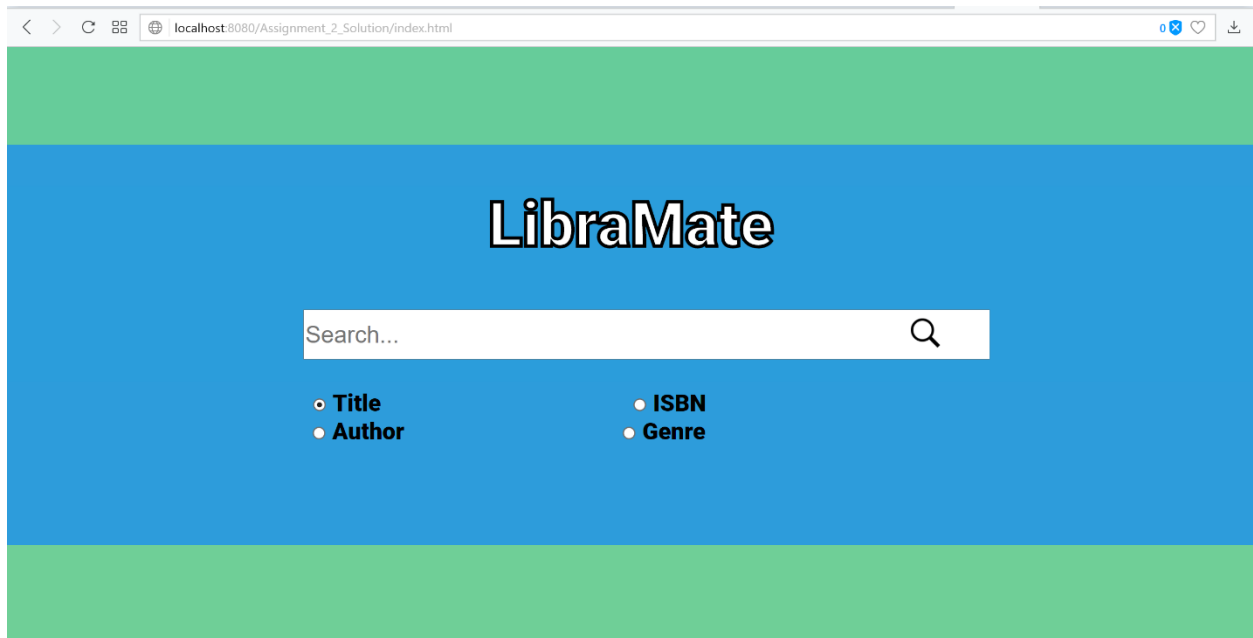 localhost:8080/Assignment_2_Solution/index.html
0
LibraMate
Search...
Title ISBN
Author Genre